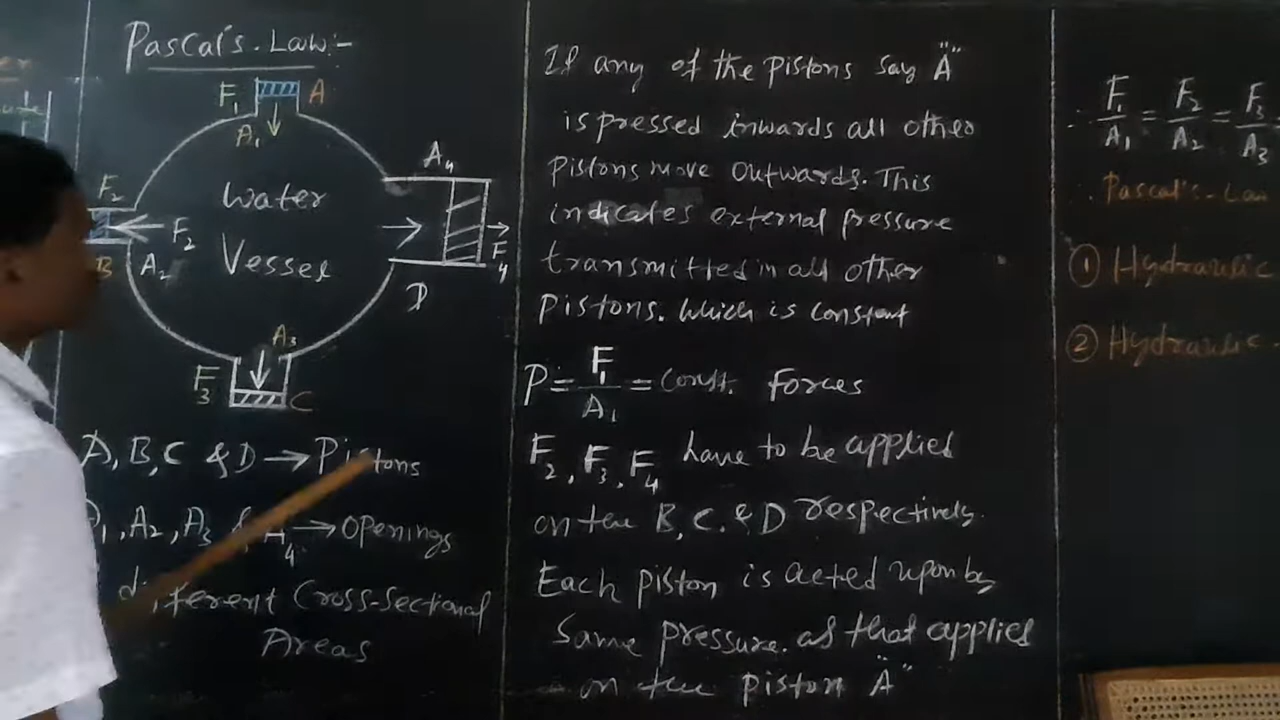 Pascal's. Law:-
F1 A
A1
Water
Vessel
F2
F2
B A2
A4
F4
D
A3
F3 C
A, B, C & D → Pistons
A2, A3 & A4 → Openings
different Cross-sectional
Areas
If any of the pistons say "A"
is pressed inwards all other
pistons move outwards. This
indicates external pressure
transmitted in all other
pistons. Which is constant
P = F1/A1 = const. forces
F2, F3, F4 have to be applied
on the B, C, & D respectively.
Each piston is acted upon by
Same pressure. as that applied
on the piston "A"
∴ F1/A1 = F2/A2 = F3/A3
∴ Pascal's-Law
① Hydraulic
② Hydraulic